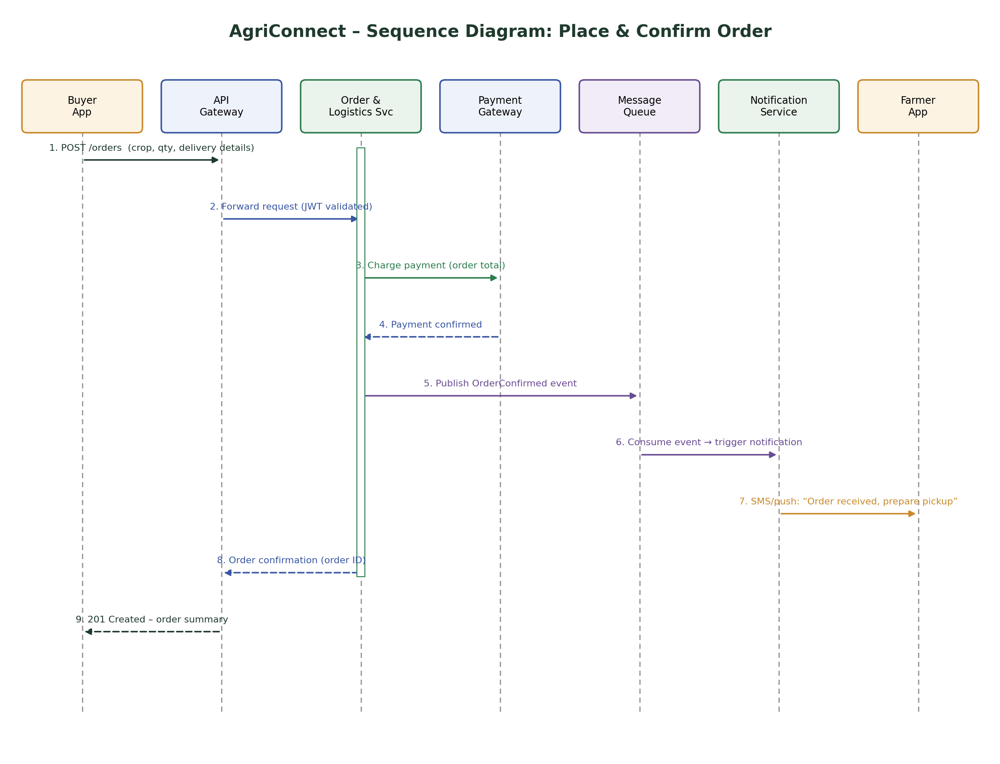 AgriConnect – Sequence Diagram: Place & Confirm Order
Buyer
App
API
Gateway
Order &
Logistics Svc
Payment
Gateway
Message
Queue
Notification
Service
Farmer
App
1. POST /orders  (crop, qty, delivery details)
2. Forward request (JWT validated)
3. Charge payment (order total)
4. Payment confirmed
5. Publish OrderConfirmed event
6. Consume event → trigger notification
7. SMS/push: “Order received, prepare pickup”
8. Order confirmation (order ID)
9. 201 Created – order summary